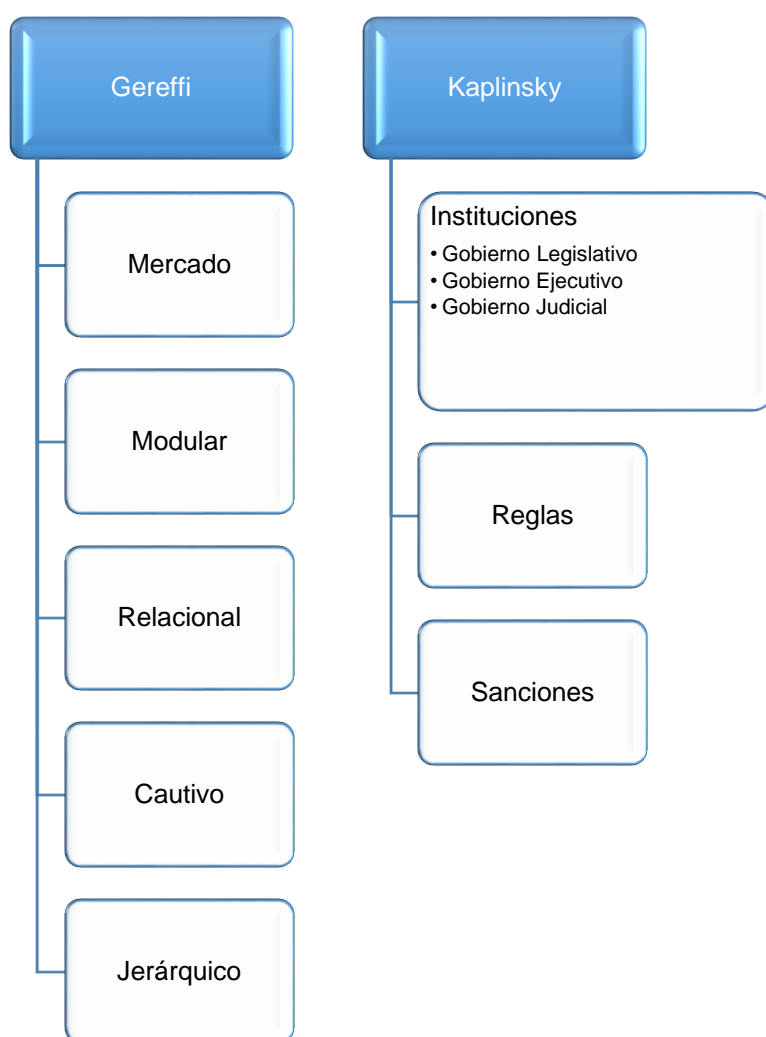 Gereffi
Mercado
Modular
Relacional
Cautivo
Jerárquico
Kaplinsky
Instituciones
• Gobierno Legislativo
• Gobierno Ejecutivo
• Gobierno Judicial
Reglas
Sanciones